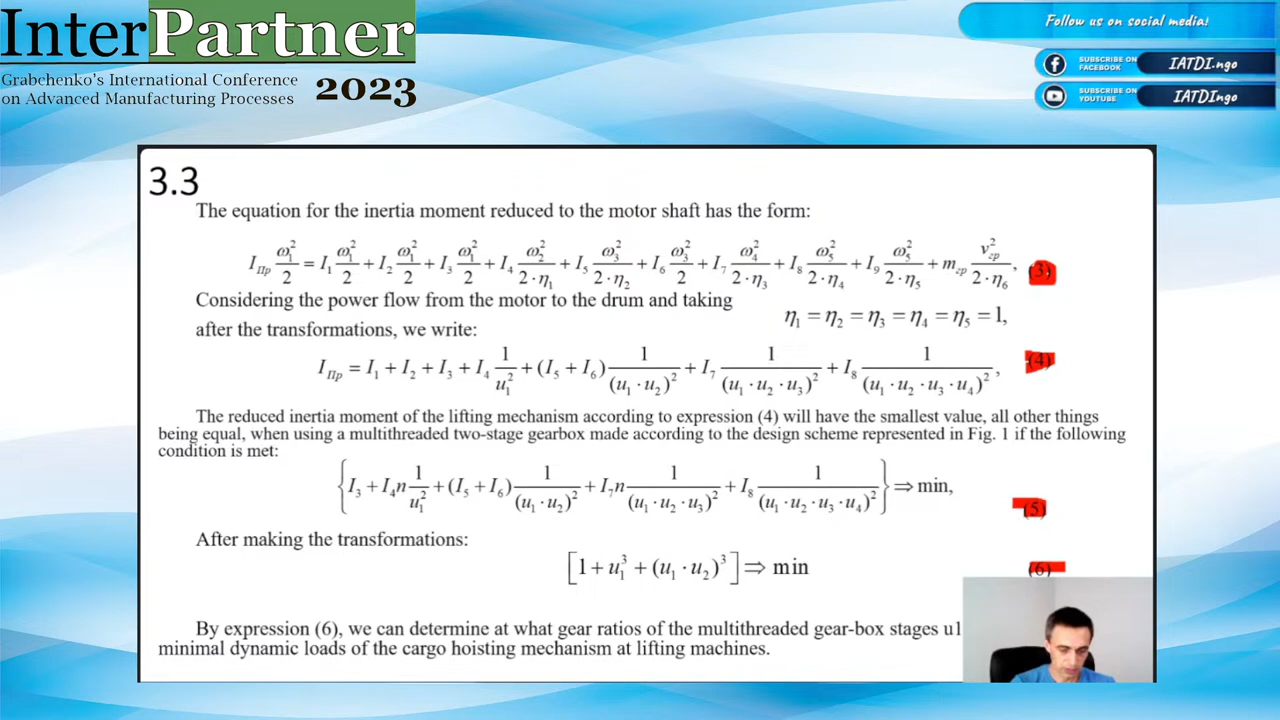 InterPartner
Grabchenko's International Conference
on Advanced Manufacturing Processes
2023
Follow us on social media!
SUBSCRIBE ON FACEBOOK
IATDI.ngo
SUBSCRIBE ON YOUTUBE
IATDIngo
3.3
The equation for the inertia moment reduced to the motor shaft has the form:
I_Пр ω₁²/2 = I₁ ω₁²/2 + I₂ ω₁²/2 + I₃ ω₁²/2 + I₄ ω₂²/(2·η₁) + I₅ ω₃²/(2·η₂) + I₆ ω₃²/2 + I₇ ω₄²/(2·η₃) + I₈ ω₅²/(2·η₄) + I₉ ω₅²/(2·η₅) + m_гр v_гр²/(2·η₆), (3)
Considering the power flow from the motor to the drum and taking
η₁ = η₂ = η₃ = η₄ = η₅ = 1,
after the transformations, we write:
I_Пр = I₁ + I₂ + I₃ + I₄ 1/u₁² + (I₅ + I₆) 1/(u₁·u₂)² + I₇ 1/(u₁·u₂·u₃)² + I₈ 1/(u₁·u₂·u₃·u₄)², (4)
The reduced inertia moment of the lifting mechanism according to expression (4) will have the smallest value, all other things
being equal, when using a multithreaded two-stage gearbox made according to the design scheme represented in Fig. 1 if the following
condition is met:
{I₃ + I₄n 1/u₁² + (I₅ + I₆) 1/(u₁·u₂)² + I₇n 1/(u₁·u₂·u₃)² + I₈ 1/(u₁·u₂·u₃·u₄)²} ⇒ min, (5)
After making the transformations:
[1 + u₁³ + (u₁·u₂)³] ⇒ min (6)
By expression (6), we can determine at what gear ratios of the multithreaded gear-box stages u1
minimal dynamic loads of the cargo hoisting mechanism at lifting machines.